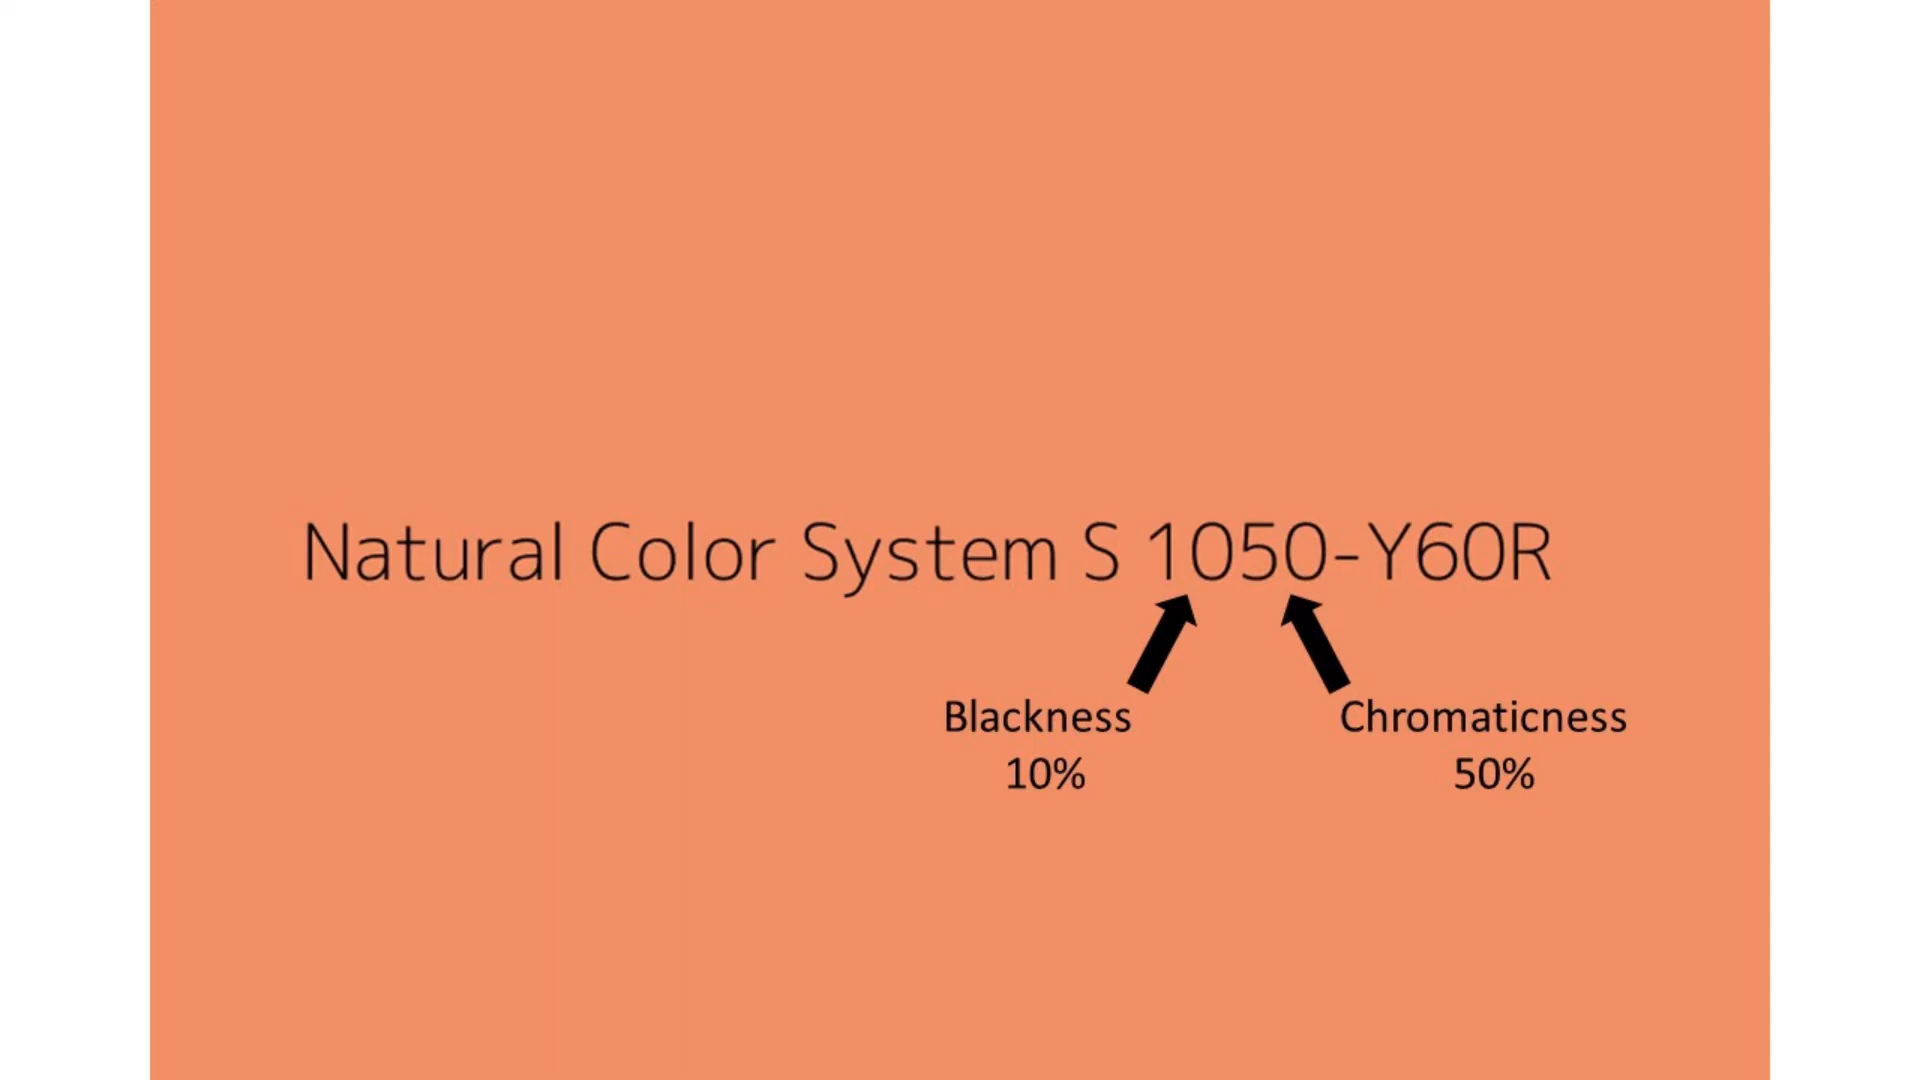 Natural Color System S 1050-Y60R
Blackness
10%
Chromaticness
50%